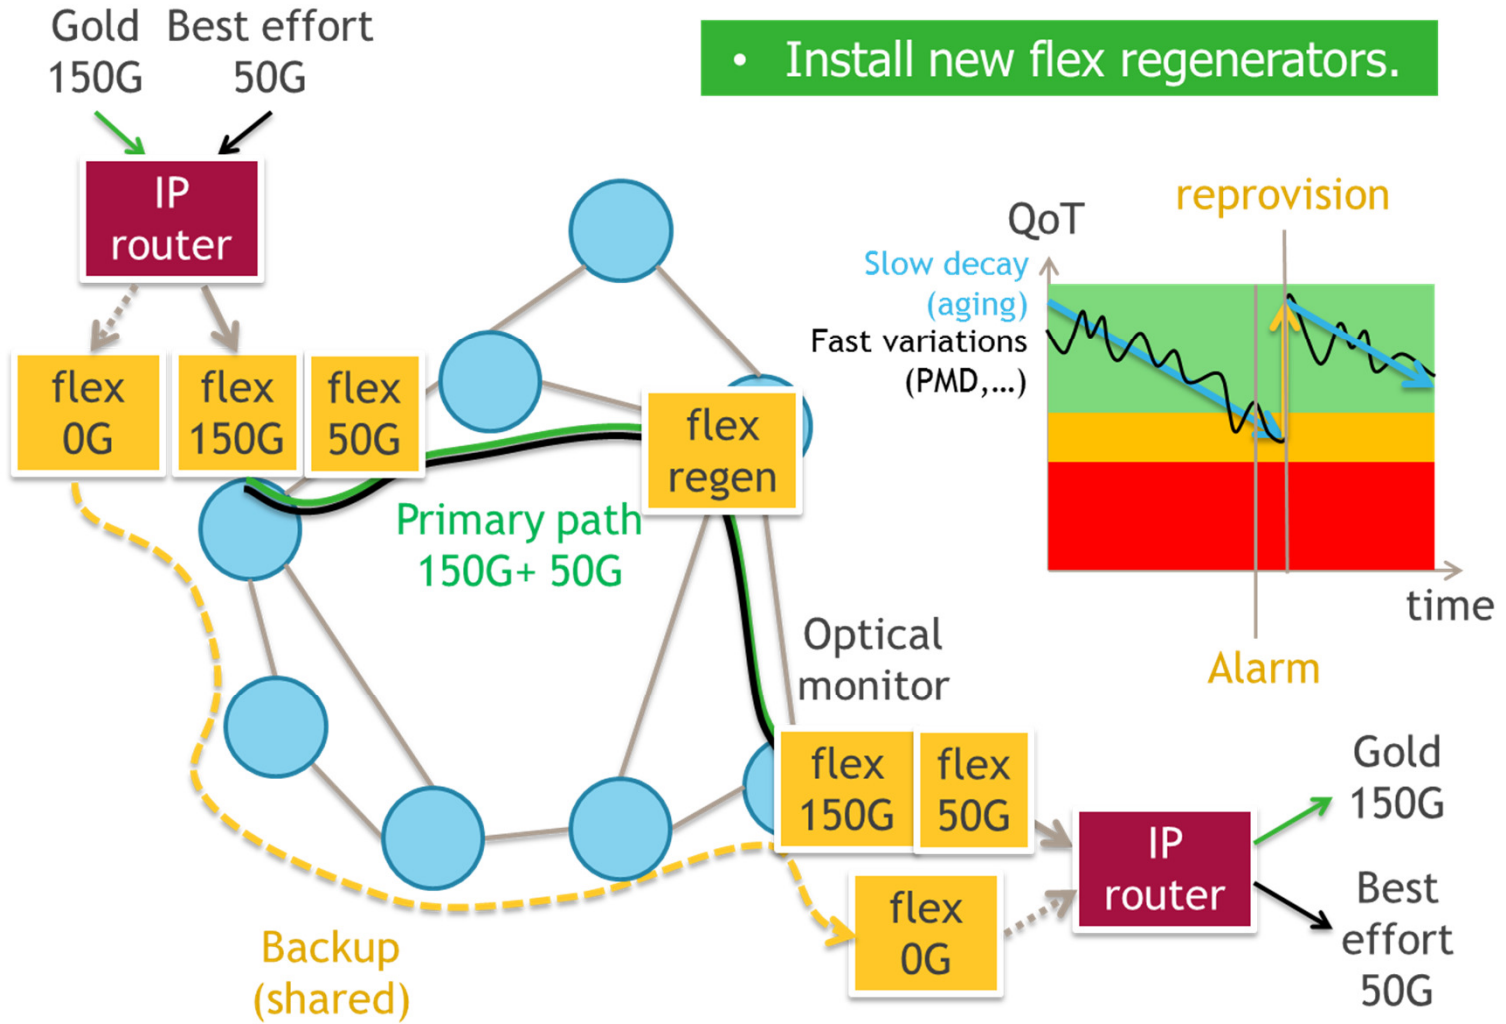 Gold
150G
Best effort
50G
• Install new flex regenerators.
IP
router
flex
0G
flex
150G
flex
50G
flex
regen
Primary path
150G+ 50G
reprovision
QoT
Slow decay
(aging)
Fast variations
(PMD,...)
time
Alarm
Optical
monitor
flex
150G
flex
50G
flex
0G
IP
router
Gold
150G
Best
effort
50G
Backup
(shared)